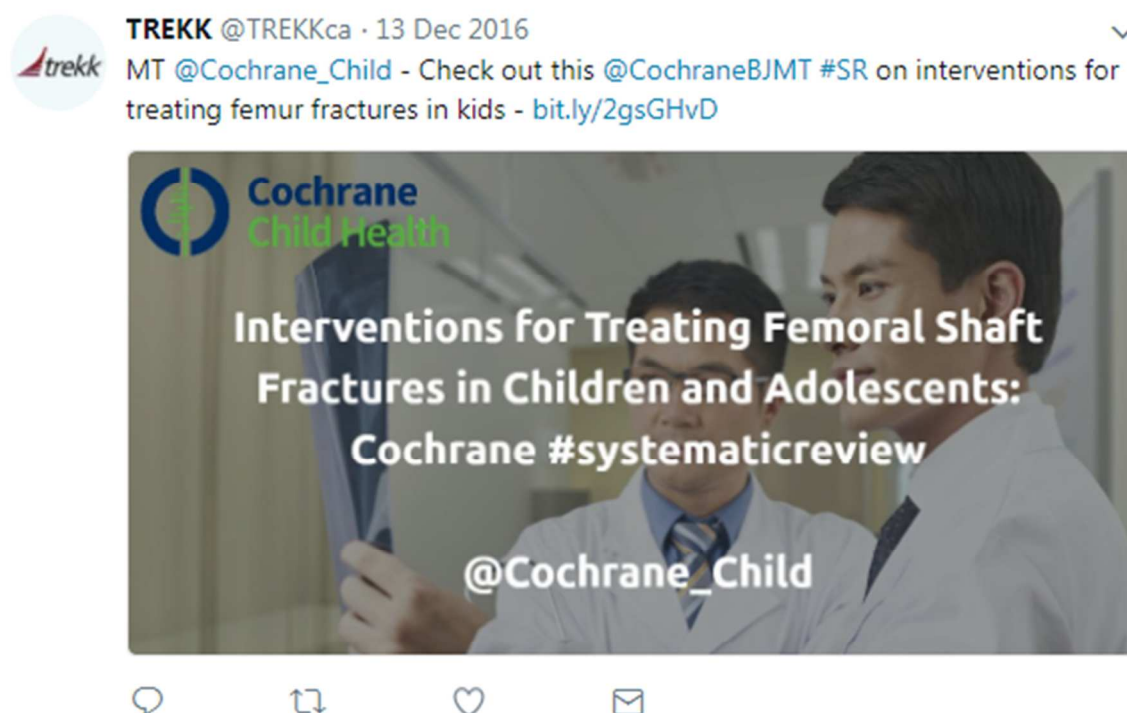 TREKK @TREKKca · 13 Dec 2016
trekk
MT @Cochrane_Child - Check out this @CochraneBJMT #SR on interventions for
treating femur fractures in kids - bit.ly/2gsGHvD
Cochrane
Child Health
Interventions for Treating Femoral Shaft
Fractures in Children and Adolescents:
Cochrane #systematicreview
@Cochrane_Child